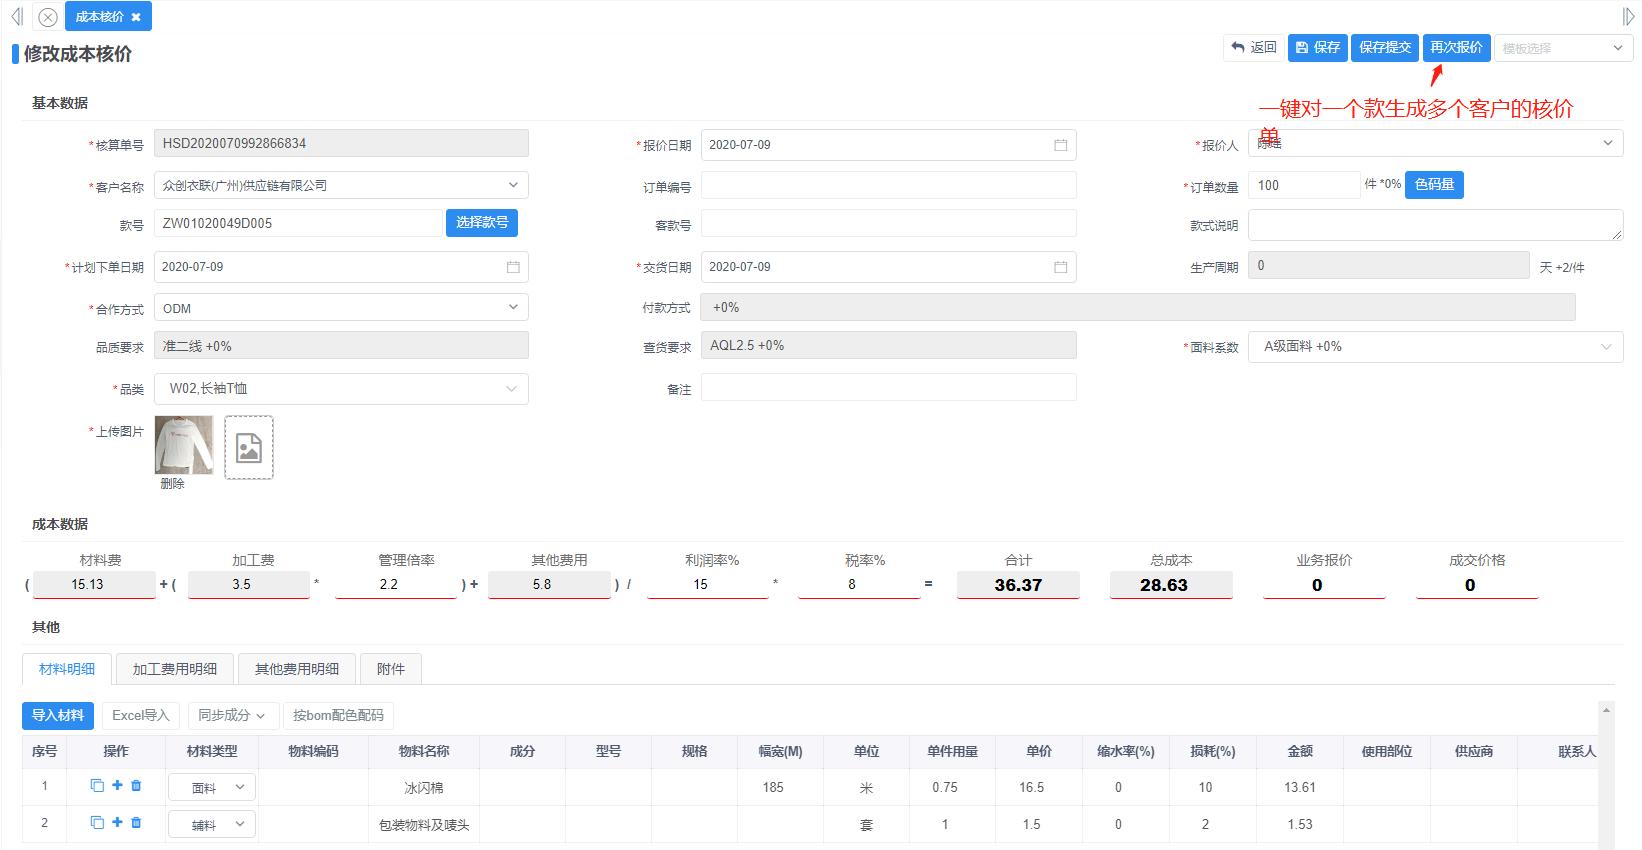 成本核价
修改成本核价
返回 保存 保存提交 再次报价 模板选择
一键对一个款生成多个客户的核价
单
基本数据
*核算单号 HSD2020070992866834 *报价日期 2020-07-09 *报价人
*客户名称 众创衣联(广州)供应链有限公司 订单编号 *订单数量 100 件 *0% 色码量
款号 ZW01020049D005 选择款号 客款号 款式说明
*计划下单日期 2020-07-09 *交货日期 2020-07-09 生产周期 0 天 +2/件
*合作方式 ODM 付款方式 +0%
品质要求 准二线 +0% 查货要求 AQL2.5 +0% *面料系数 A级面料 +0%
*品类 W02,长袖T恤 备注
*上传图片
删除
成本数据
材料费 加工费 管理倍率 其他费用 利润率% 税率% 合计 总成本 业务报价 成交价格
( 15.13 + ( 3.5 * 2.2 ) + 5.8 ) / 15 * 8 = 36.37 28.63 0 0
其他
材料明细 加工费用明细 其他费用明细 附件
导入材料 Excel导入 同步成分 按bom配色配码
序号 操作 材料类型 物料编码 物料名称 成分 型号 规格 幅宽(M) 单位 单件用量 单价 缩水率(%) 损耗(%) 金额 使用部位 供应商 联系人
1 面料 冰闪棉 185 米 0.75 16.5 0 10 13.61
2 辅料 包装物料及唛头 套 1 1.5 0 2 1.53